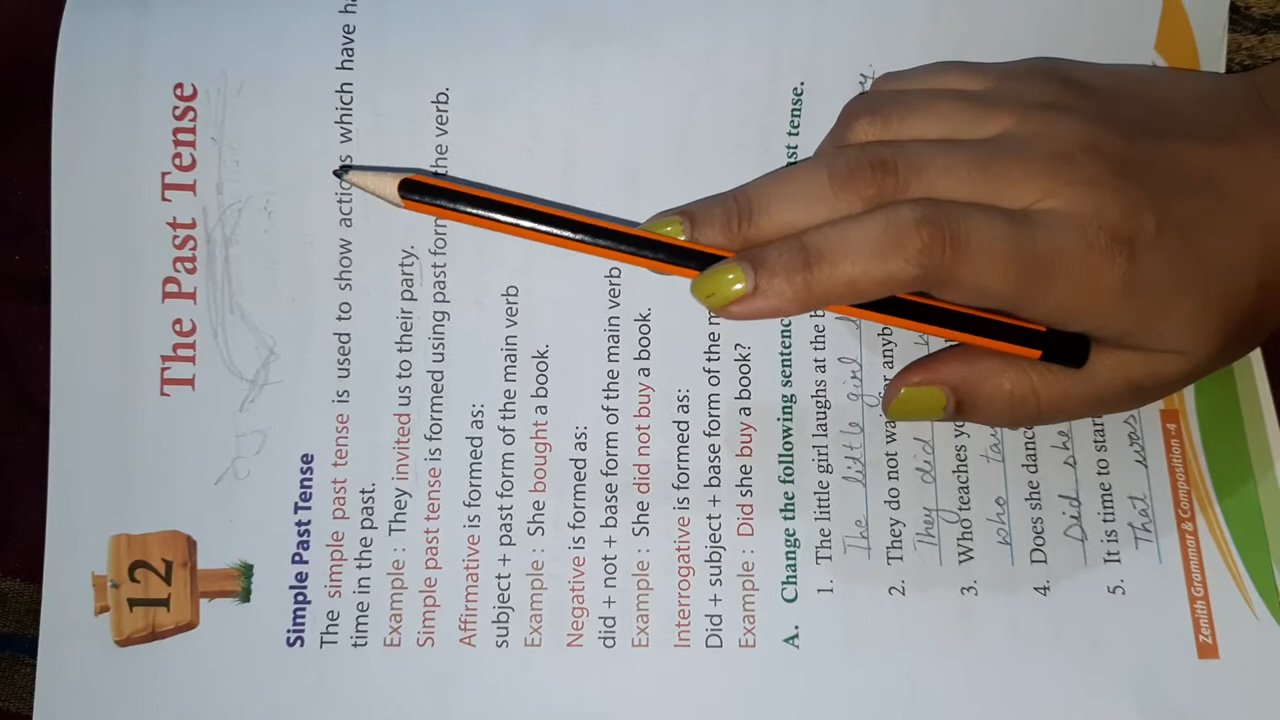 12
The Past Tense
Simple Past Tense
The simple past tense is used to show actions which have
time in the past.
Example : They invited us to their party.
Simple past tense is formed using past form the verb.
Affirmative is formed as:
subject + past form of the main verb
Example : She bought a book.
Negative is formed as:
did + not + base form of the main verb
Example : She did not buy a book.
Interrogative is formed as:
Did + subject + base form of the
Example : Did she buy a book?
A. Change the following tense.
1. The little girl laughs at the
The little girl
2. They do not
They did
3. Who teaches
Who
4. Does she
Did she
5. It is time to
That was
Zenith Grammar & Composition-4